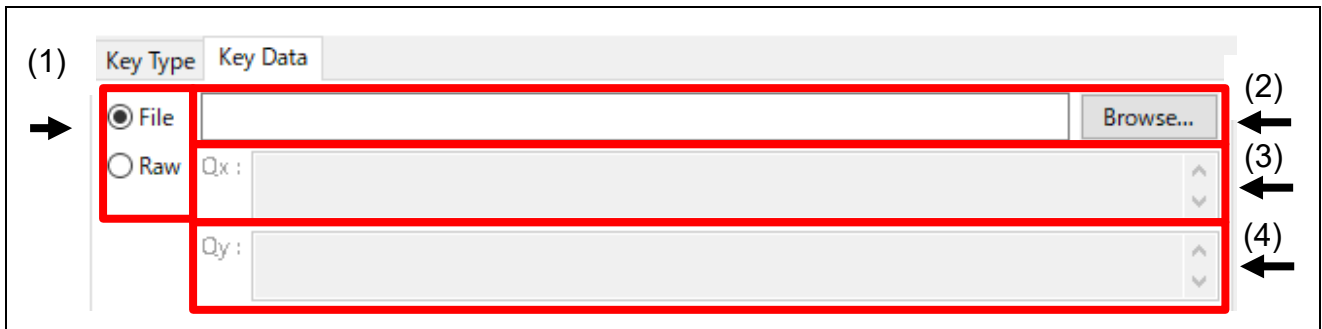 (1)
Key Type Key Data
File Browse... (2)
Raw Qx : (3)
Qy : (4)